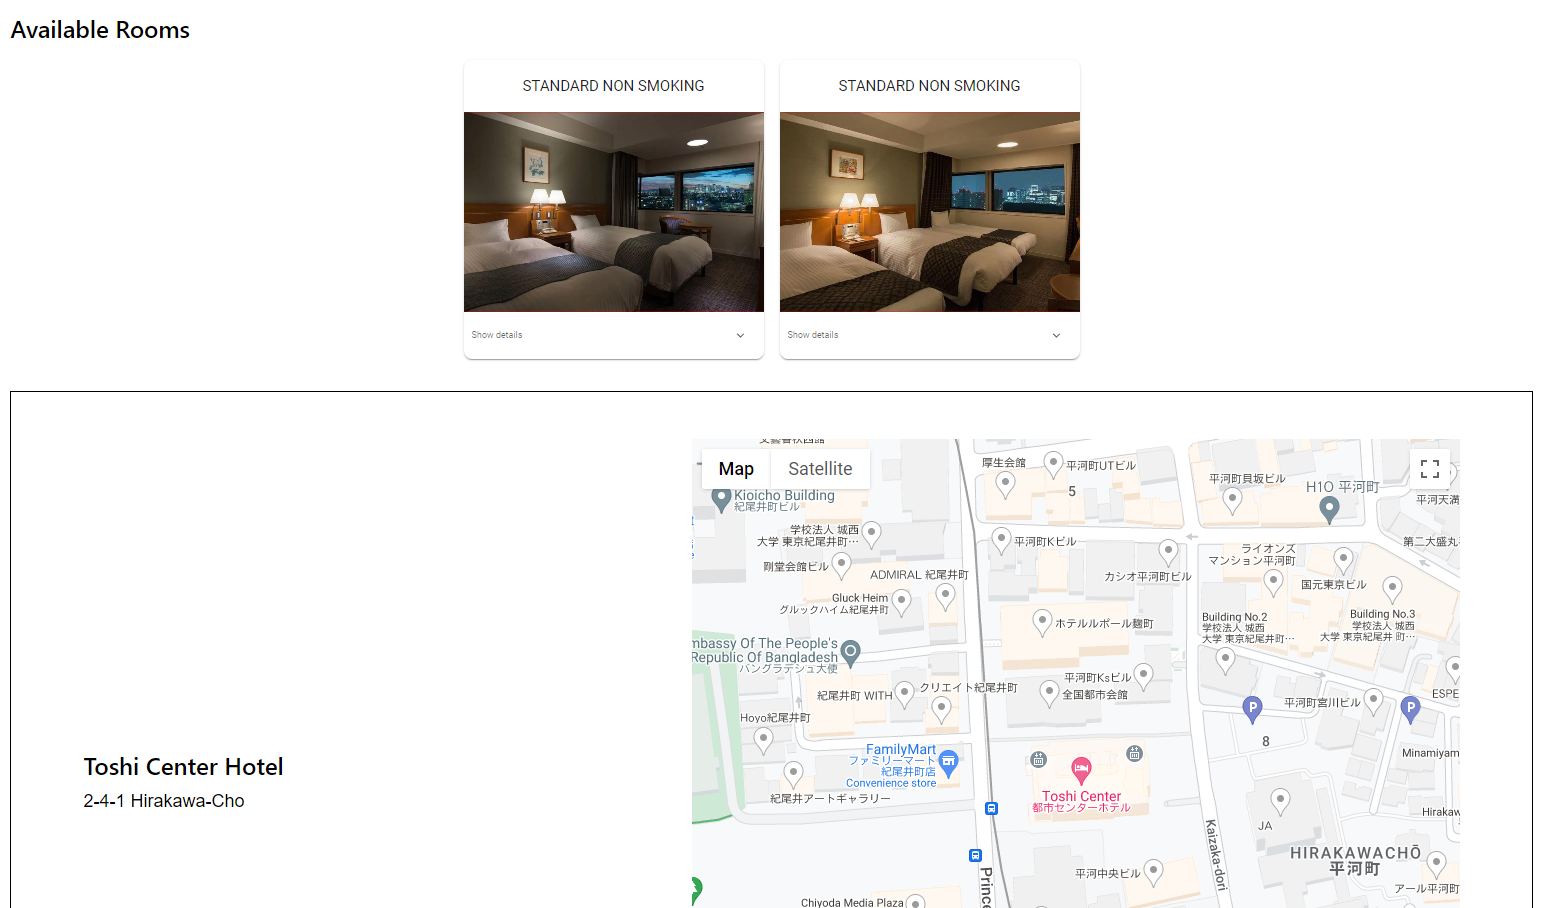 Available Rooms
STANDARD NON SMOKING
STANDARD NON SMOKING
Show details
Show details
Toshi Center Hotel
2-4-1 Hirakawa-Cho
Map
Satellite
Kioicho Building
紀尾井町ビル
学校法人 城西
大学 東京紀尾井町…
剛堂会館ビル
ADMIRAL 紀尾井町
Gluck Heim
グルックハイム紀尾井町
mbassy Of The People's
Republic Of Bangladesh
バングラデシュ大使
紀尾井町 WITH
クリエイト紀尾井町
Hoyo紀尾井町
FamilyMart
ファミリーマート
紀尾井町店
Convenience store
紀尾井アートギャラリー
Chiyoda Media Plaza
厚生会館
平河町UTビル
5
平河町Kビル
カシオ平河町ビル
ホテルルポール麹町
平河町Ksビル
全国都市会館
Toshi Center
都市センターホテル
平河中央ビル
Prince
Kaizaka-dori
平河町貝坂ビル
H1O 平河町
平河天満
第二大盛丸
ライオンズ
マンション平河町
国元東京ビル
Building No.2
学校法人 城西
大学 東京紀尾井町…
Building No.3
学校法人 城西
大学 東京紀尾井 町…
ESPE
平河町宮川ビル
P
P
8
Minamiyam
Hirakaw
JA
HIRAKAWACHŌ
平河町
アール平河町